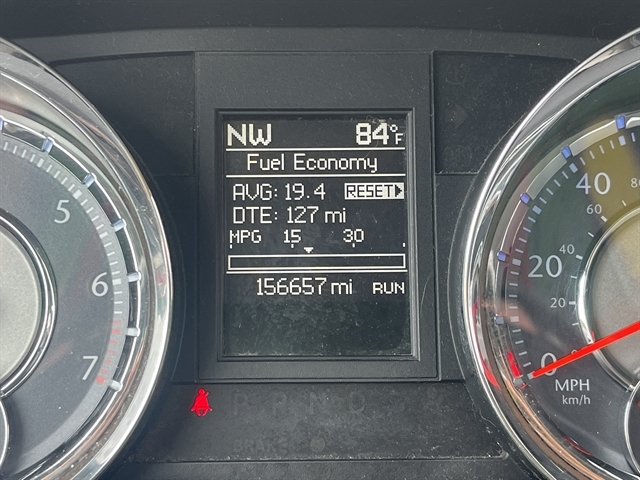 NW 84°F
Fuel Economy
AVG: 19.4 RESET
DTE: 127 mi
MPG 15 30
156657 mi RUN
5
6
7
40
60
80
20
40
20
0
MPH
km/h